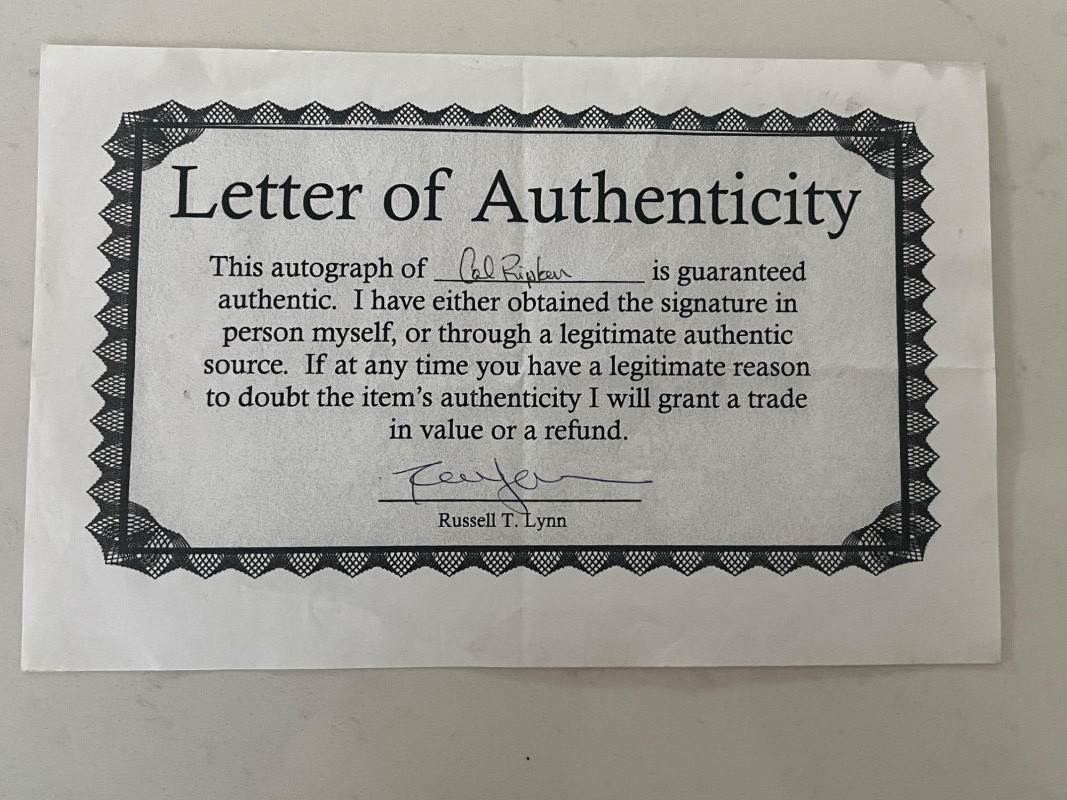 Letter of Authenticity
This autograph of Cal Ripken is guaranteed
authentic. I have either obtained the signature in
person myself, or through a legitimate authentic
source. If at any time you have a legitimate reason
to doubt the item's authenticity I will grant a trade
in value or a refund.
Russell T. Lynn